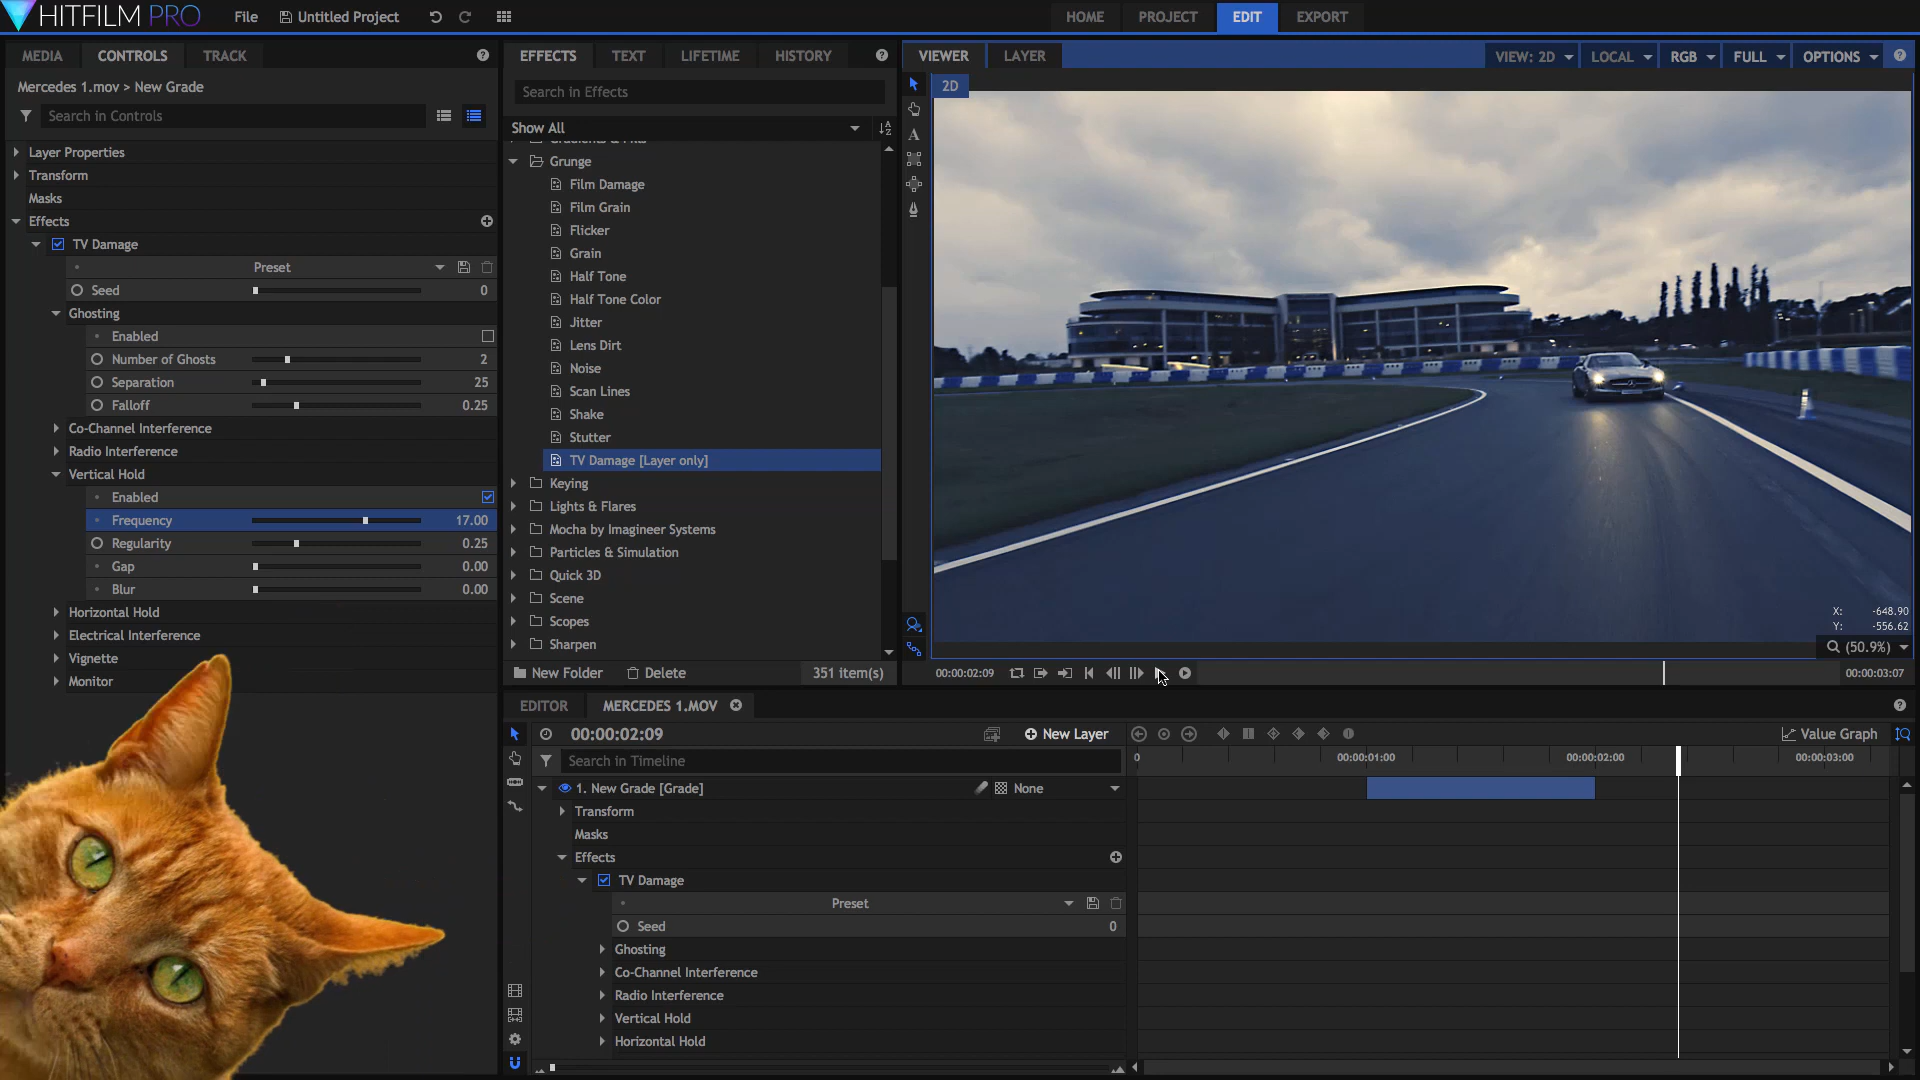 HITFILM PRO
File
Untitled Project
HOME
PROJECT
EDIT
EXPORT
MEDIA
CONTROLS
TRACK
Mercedes 1.mov > New Grade
Search in Controls
Layer Properties
Transform
Masks
Effects
TV Damage
Preset
Seed 0
Ghosting
Enabled
Number of Ghosts 2
Separation 25
Falloff 0.25
Co-Channel Interference
Radio Interference
Vertical Hold
Enabled
Frequency 17.00
Regularity 0.25
Gap 0.00
Blur 0.00
Horizontal Hold
Electrical Interference
Vignette
Monitor
EFFECTS
TEXT
LIFETIME
HISTORY
Search in Effects
Show All
Grunge
Film Damage
Film Grain
Flicker
Grain
Half Tone
Half Tone Color
Jitter
Lens Dirt
Noise
Scan Lines
Shake
Stutter
TV Damage [Layer only]
Keying
Lights & Flares
Mocha by Imagineer Systems
Particles & Simulation
Quick 3D
Scene
Scopes
Sharpen
New Folder
Delete
351 item(s)
VIEWER
LAYER
VIEW: 2D
LOCAL
RGB
FULL
OPTIONS
2D
X: -648.90
Y: -556.62
(50.9%)
00:00:02:09
00:00:03:07
EDITOR
MERCEDES 1.MOV
00:00:02:09
New Layer
Value Graph
Search in Timeline
0
00:00:01:00
00:00:02:00
00:00:03:00
1. New Grade [Grade]
None
Transform
Masks
Effects
TV Damage
Preset
Seed 0
Ghosting
Co-Channel Interference
Radio Interference
Vertical Hold
Horizontal Hold